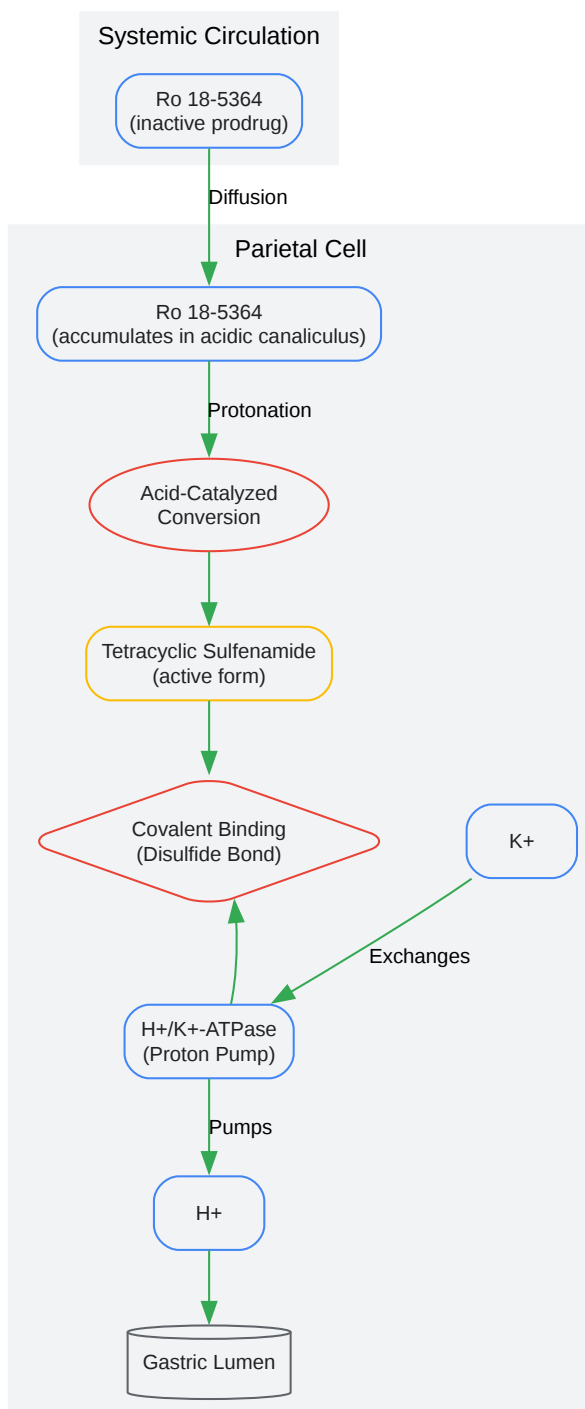 Systemic Circulation
Ro 18-5364
(inactive prodrug)
Diffusion
Parietal Cell
Ro 18-5364
(accumulates in acidic canaliculus)
Protonation
Acid-Catalyzed
Conversion
Tetracyclic Sulfenamide
(active form)
Covalent Binding
(Disulfide Bond)
K+
Exchanges
H+/K+-ATPase
(Proton Pump)
Pumps
H+
Gastric Lumen